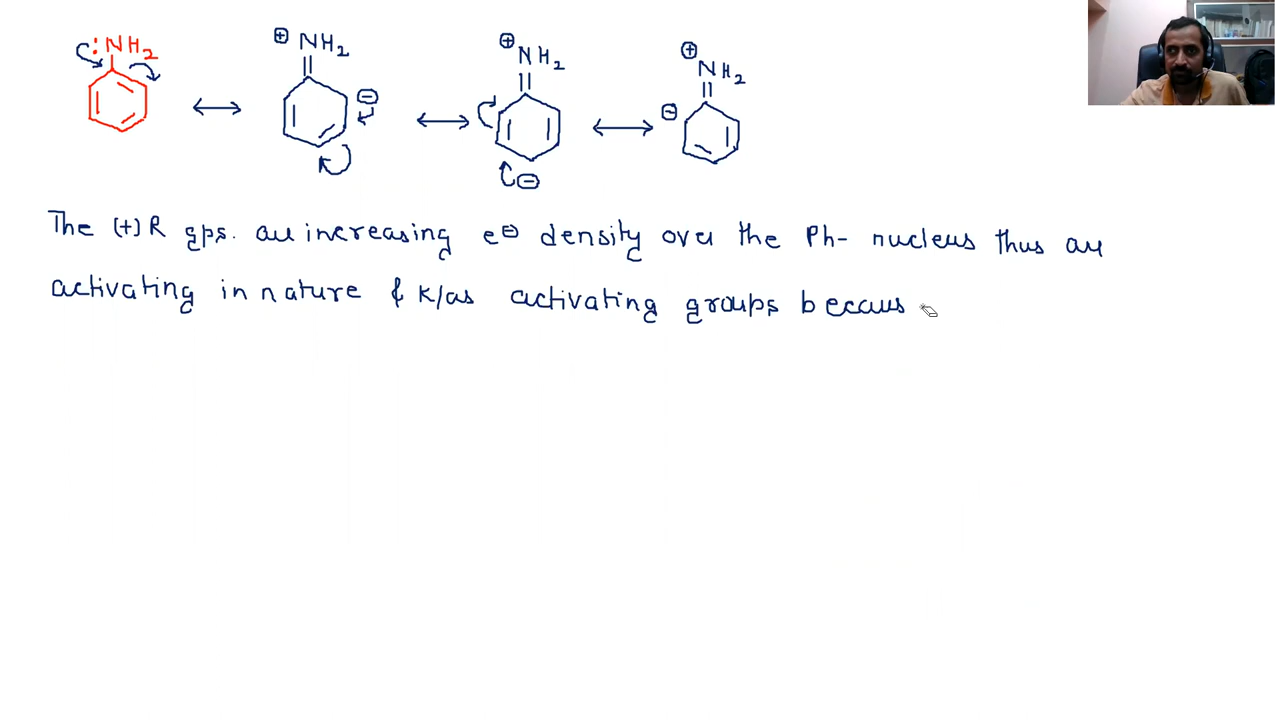 :NH2
⊕ NH2
⊖
⊕ NH2
⊖
⊕ NH2
⊖
The (+) R gps. are increasing e⊖ density over the Ph- nucleus thus are
activating in nature & k/as activating groups becaus